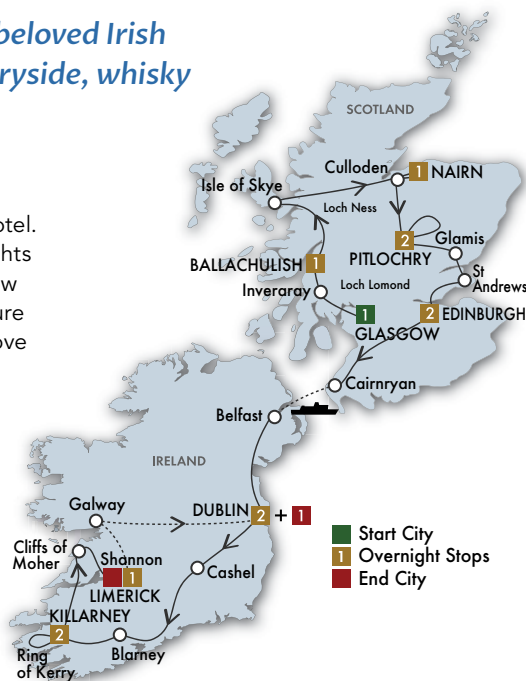 beloved Irish
ryside, whisky
otel.
hts
w
ure
ove
SCOTLAND
Culloden
1 NAIRN
Isle of Skye
Loch Ness
2
PITLOCHRY
Glamis
BALLACHULISH 1
St
Andrews
Inveraray
Loch Lomond
1
GLASGOW
2 EDINBURGH
Cairnryan
Belfast
IRELAND
Galway
DUBLIN 2 + 1
Start City
Overnight Stops
End City
Cliffs of
Moher
Shannon
1
LIMERICK
Cashel
KILLARNEY
2
Ring
of Kerry
Blarney